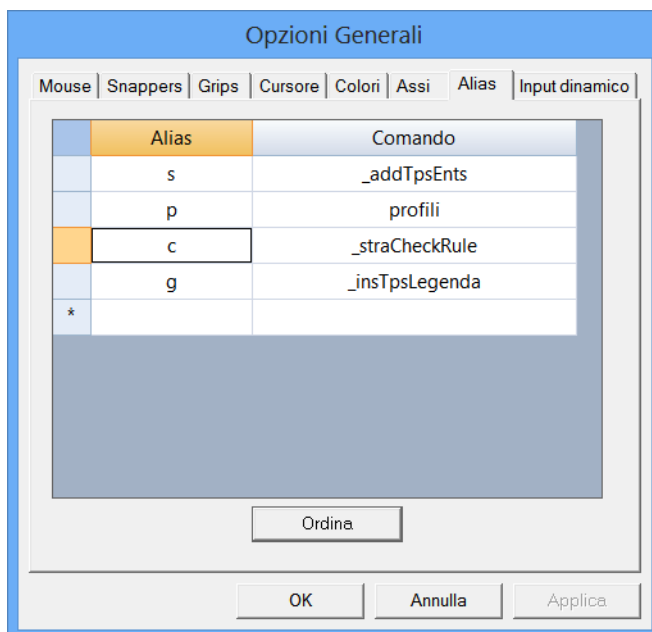 Opzioni Generali
Mouse Snappers Grips Cursore Colori Assi Alias Input dinamico
Alias Comando
s _addTpsEnts
p profili
c _straCheckRule
g _insTpsLegenda
*
Ordina
OK Annulla Applica